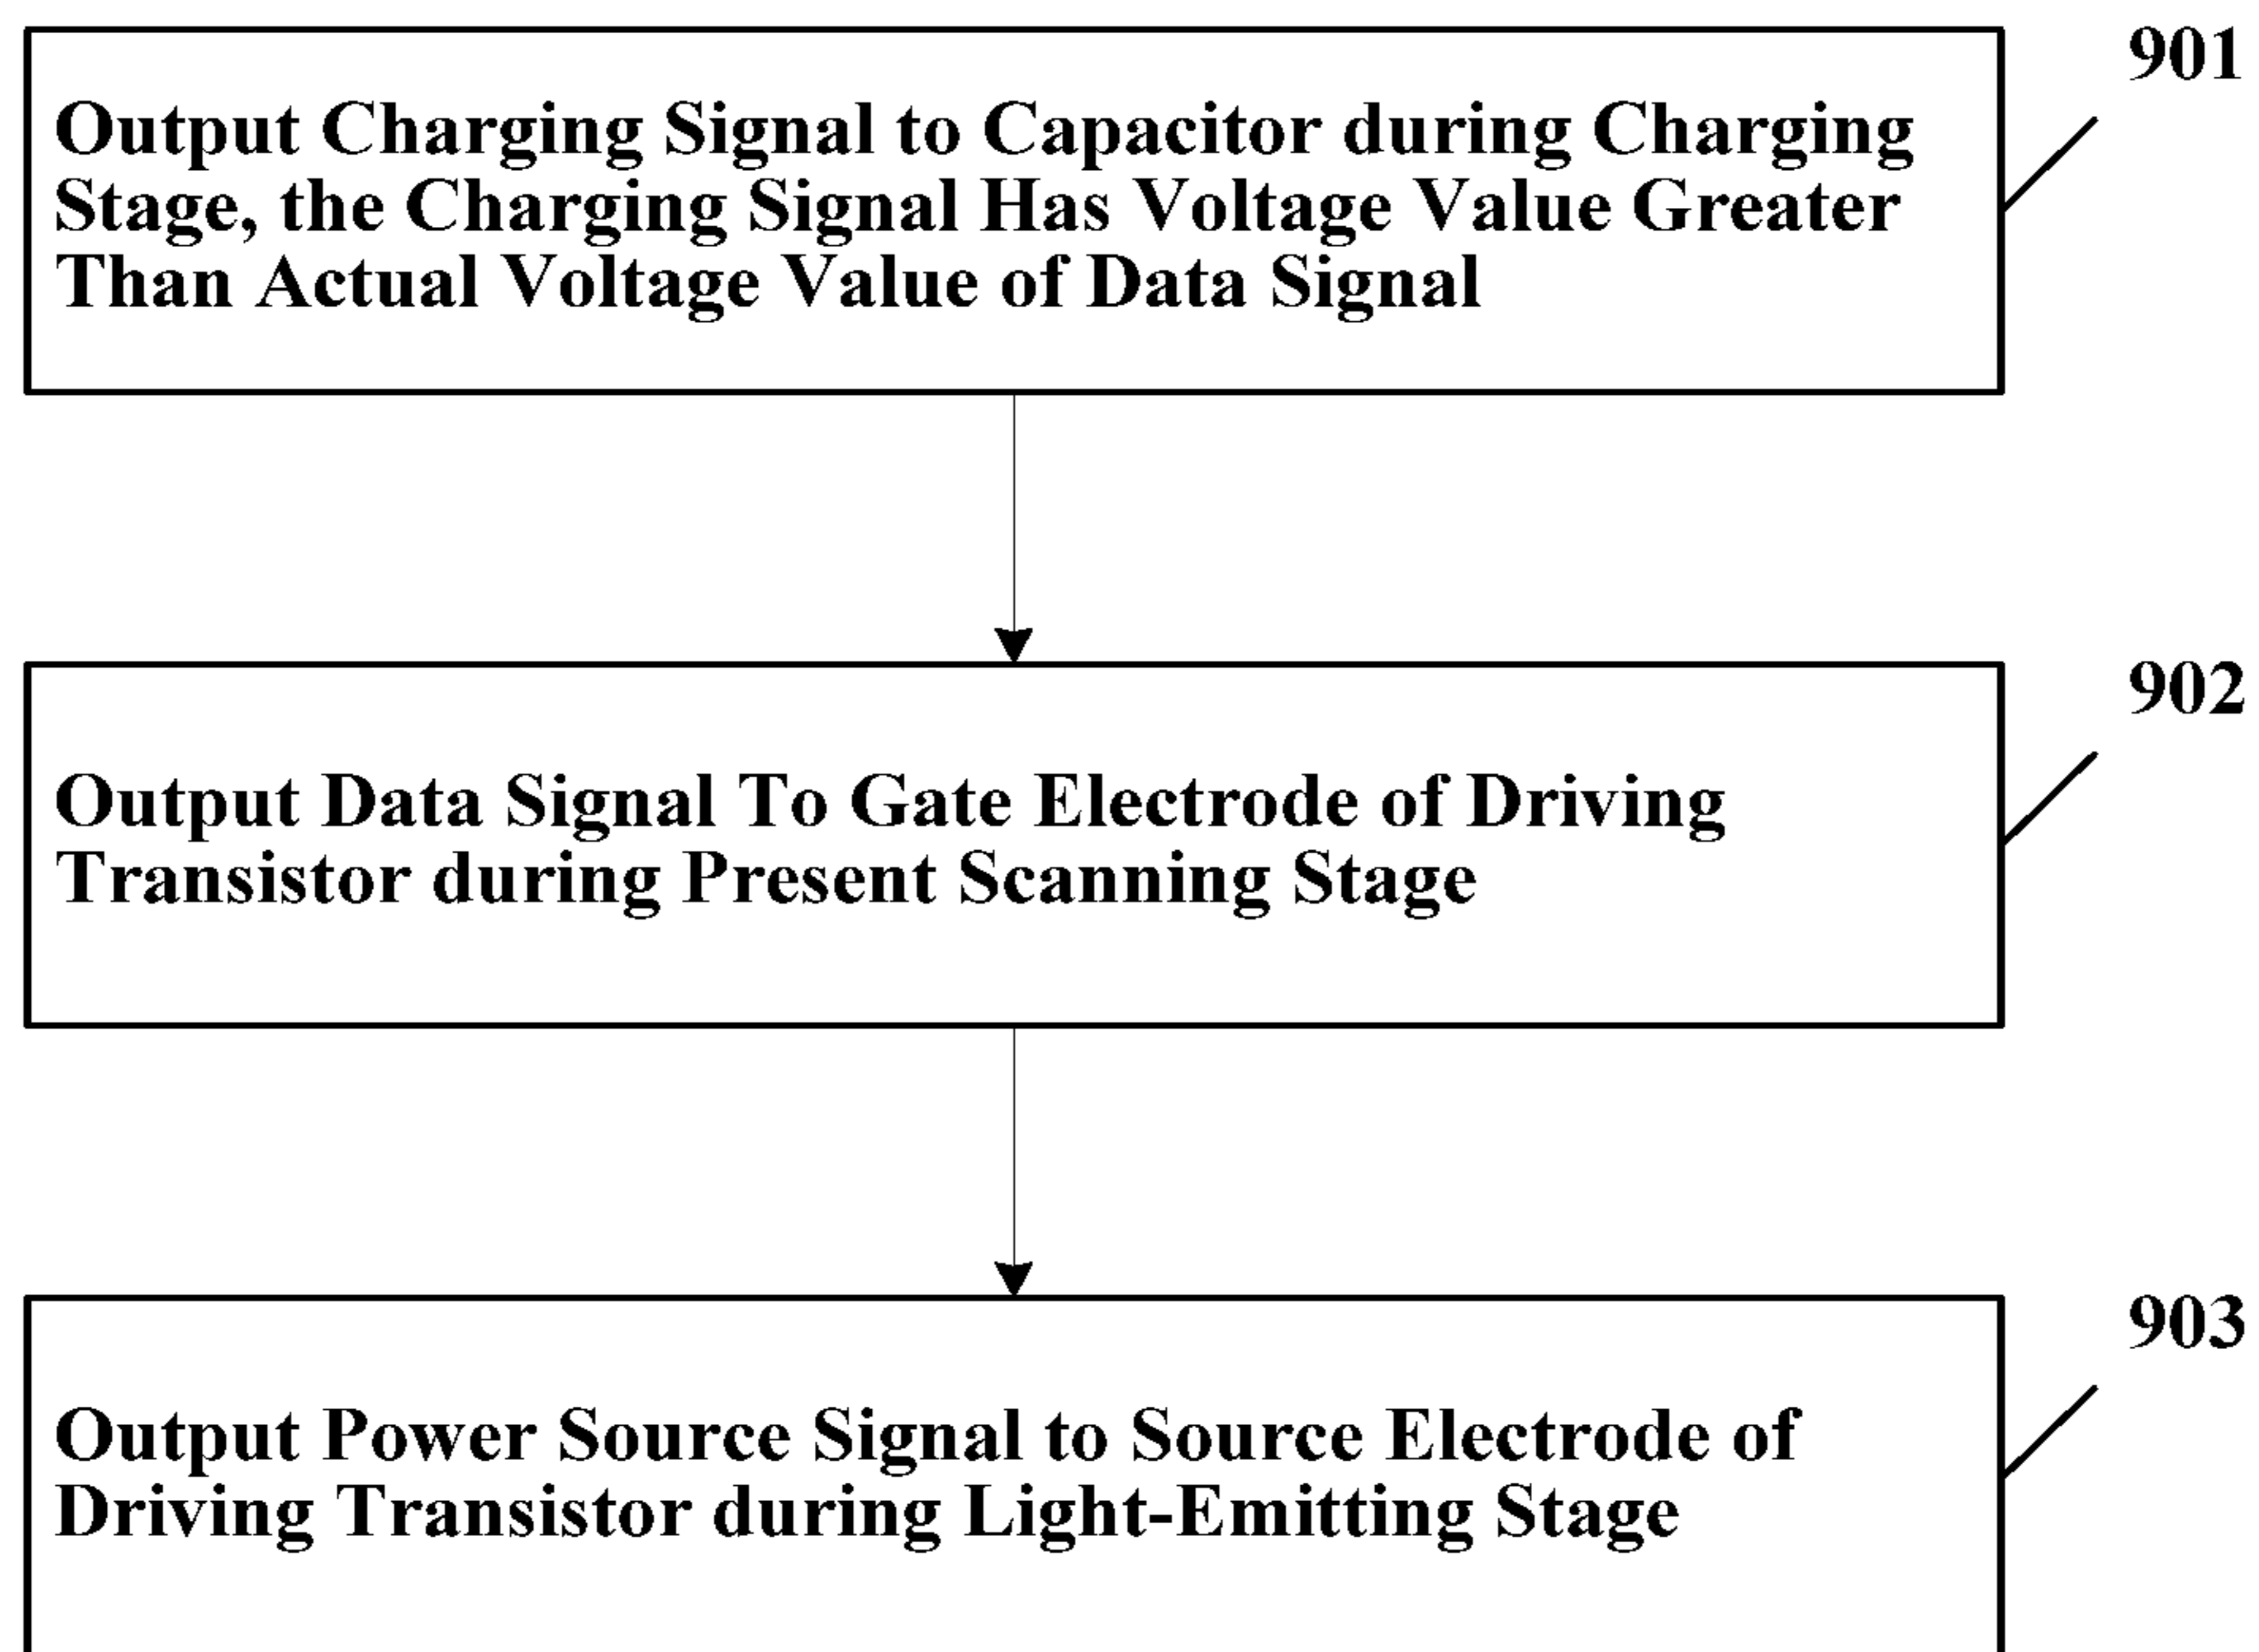 901
Output Charging Signal to Capacitor during Charging
Stage, the Charging Signal Has Voltage Value Greater
Than Actual Voltage Value of Data Signal
902
Output Data Signal To Gate Electrode of Driving
Transistor during Present Scanning Stage
903
Output Power Source Signal to Source Electrode of
Driving Transistor during Light-Emitting Stage